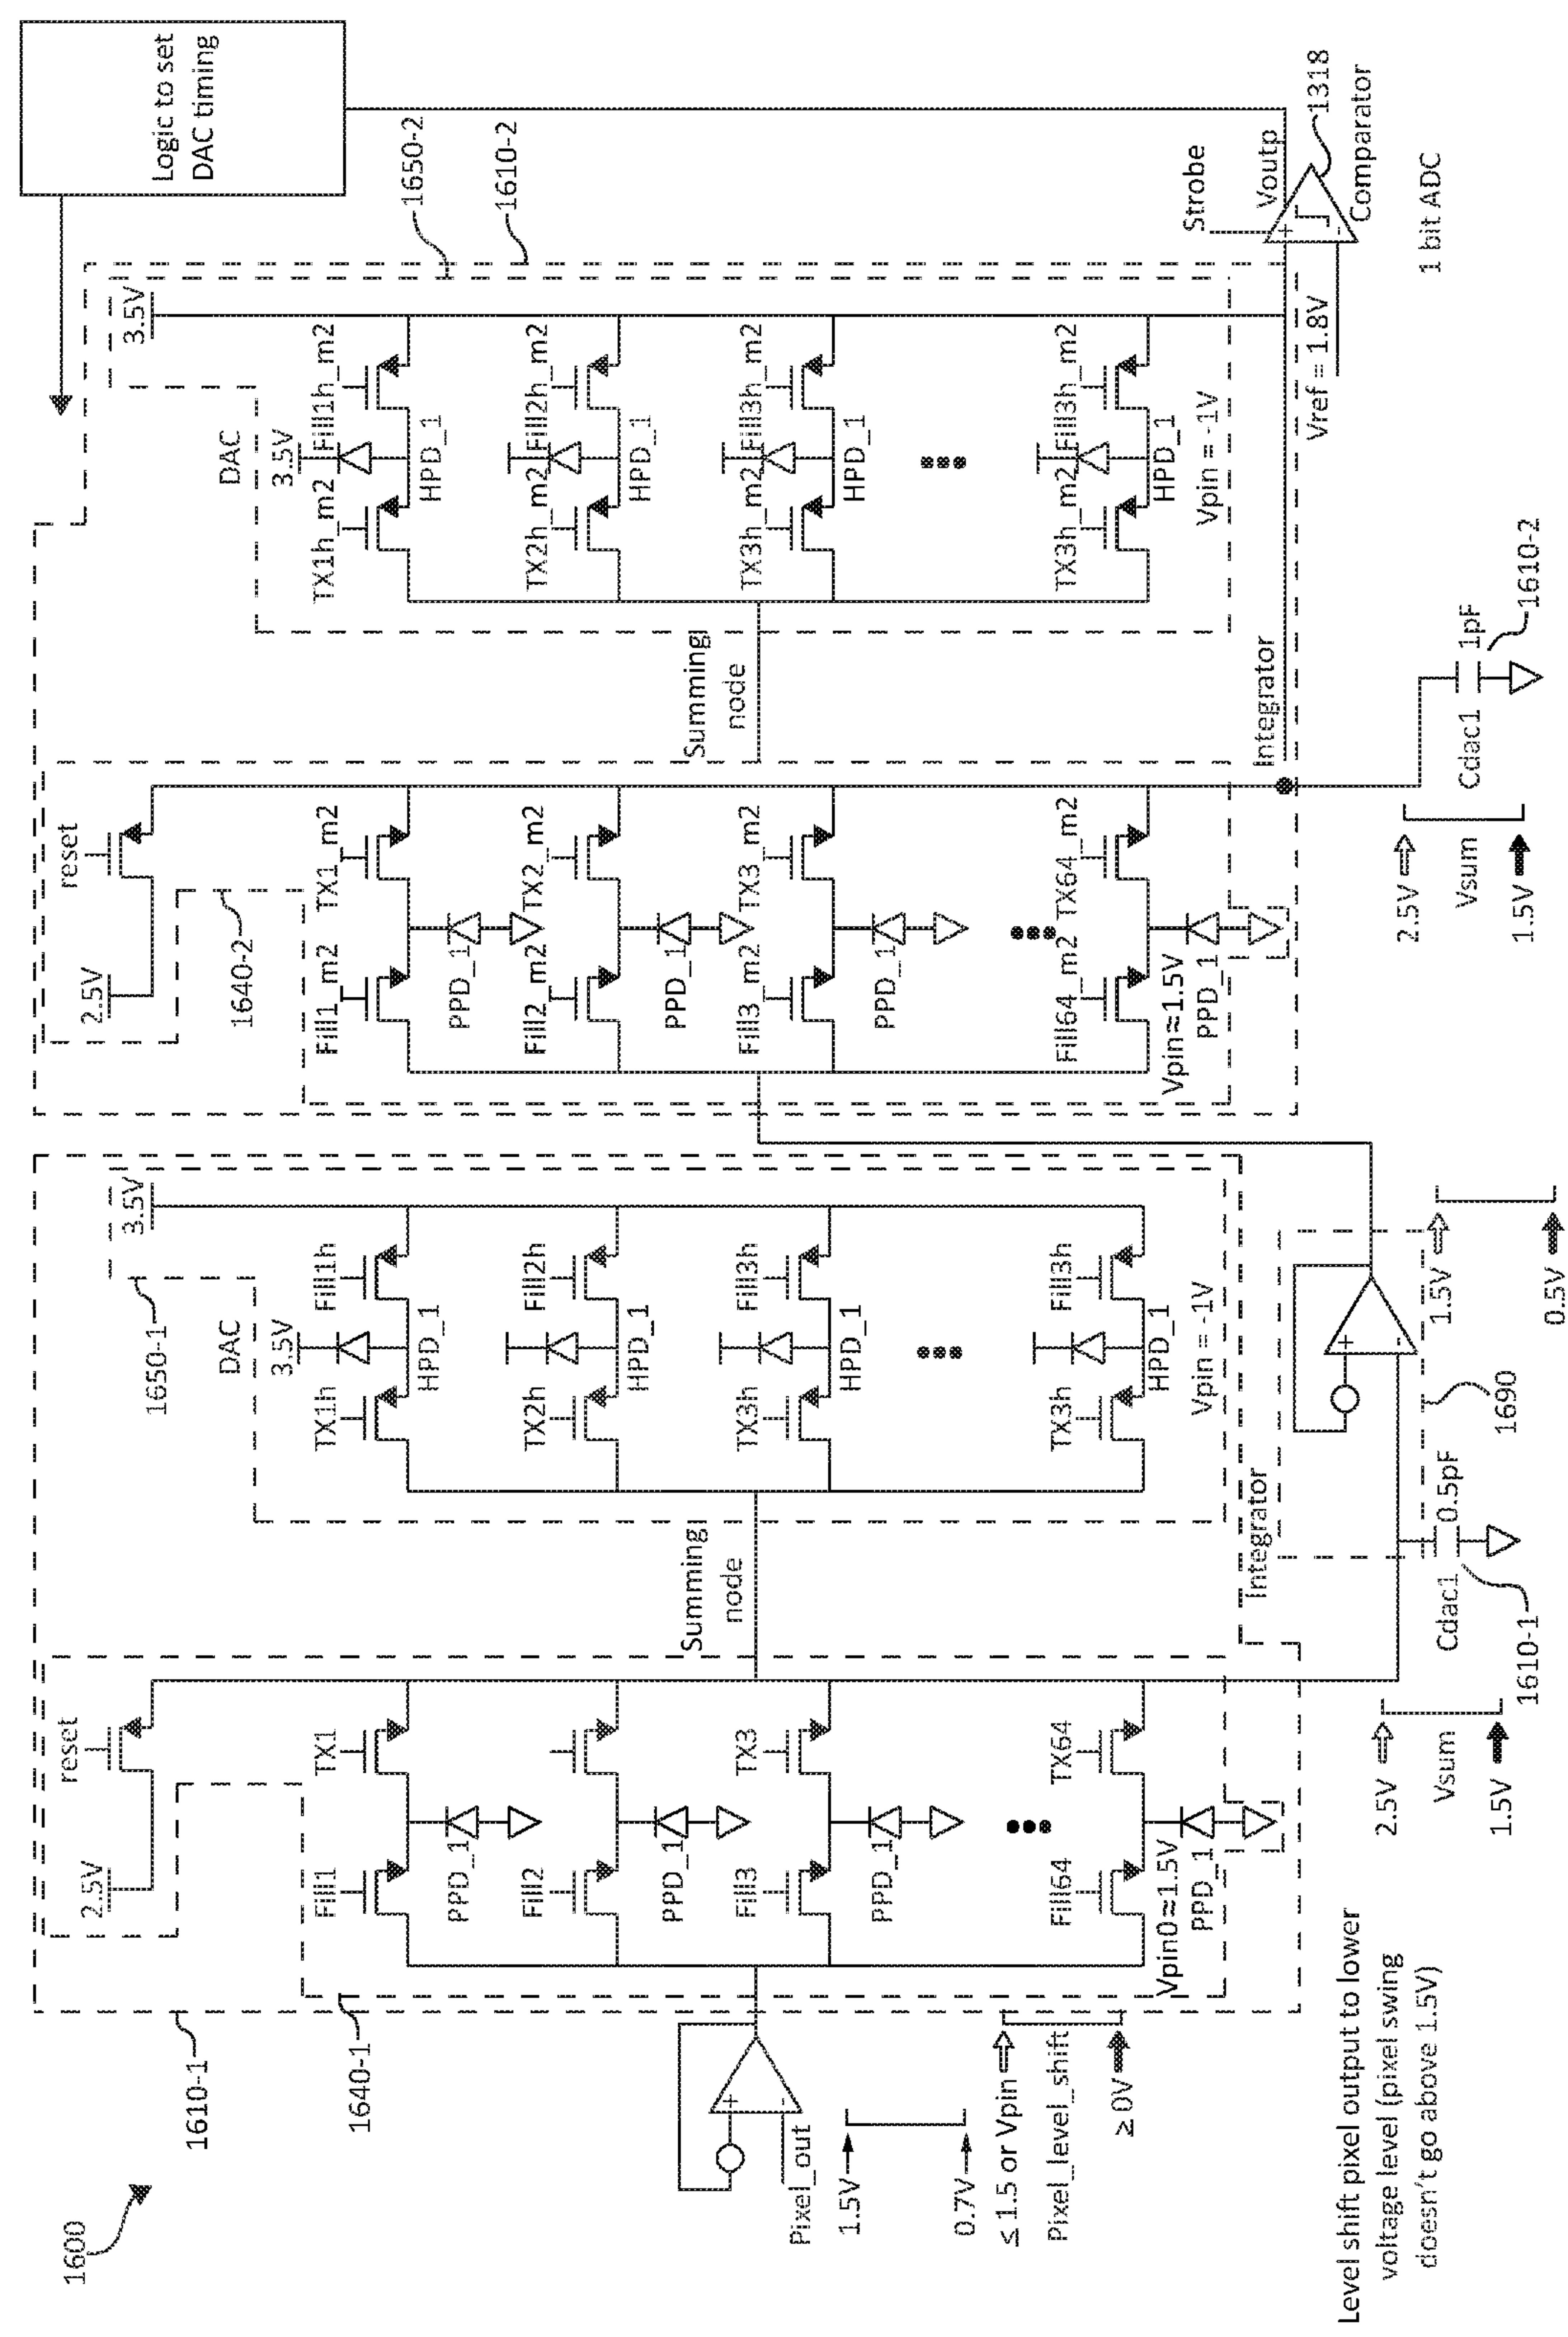 1600
1610-1
1640-1
Pixel_out
1.5V
0.7V
≤ 1.5 or Vpin
Pixel_level_shift
≥ 0V
Level shift pixel output to lower
voltage level (pixel swing
doesn't go above 1.5V)
2.5V
reset
Fill1
TX1
PPD_1
Fill2
PPD_1
Fill3
TX3
PPD_1
Fill64
TX64
Vpin0≈1.5V
PPD_1
Summing
node
2.5V
Vsum
1.5V
1610-1
Cdac1
0.5pF
Integrator
1690
1650-1
DAC
3.5V
3.5V
TX1h
Fill1h
HPD_1
TX2h
Fill2h
HPD_1
TX3h
Fill3h
HPD_1
TX3h
Fill3h
HPD_1
Vpin = -1V
+
-
1.5V
0.5V
2.5V
reset
1640-2
Fill1_m2
TX1_m2
PPD_1
Fill2_m2
TX2_m2
PPD_1
Fill3_m2
TX3_m2
PPD_1
Fill64_m2
TX64_m2
Vpin≈1.5V
PPD_1
Summing
node
Integrator
2.5V
Vsum
1.5V
Cdac1
1pF
1610-2
DAC
3.5V
3.5V
TX1h_m2
Fill1h_m2
HPD_1
TX2h_m2
Fill2h_m2
HPD_1
TX3h_m2
Fill3h_m2
HPD_1
TX3h_m2
Fill3h_m2
HPD_1
Vpin = -1V
1650-2
1610-2
Logic to set
DAC timing
Strobe
Voutp
Vref = 1.8V
+
-
1318
Comparator
1 bit ADC